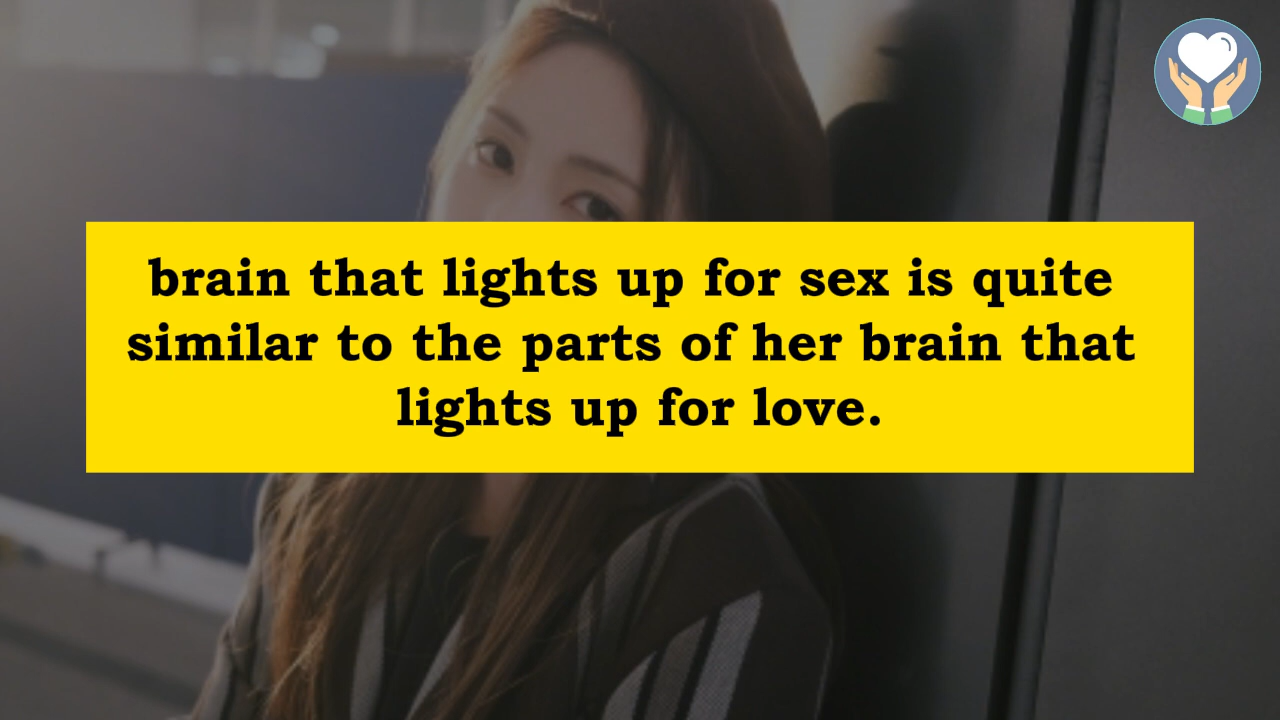 brain that lights up for sex is quite
similar to the parts of her brain that
lights up for love.